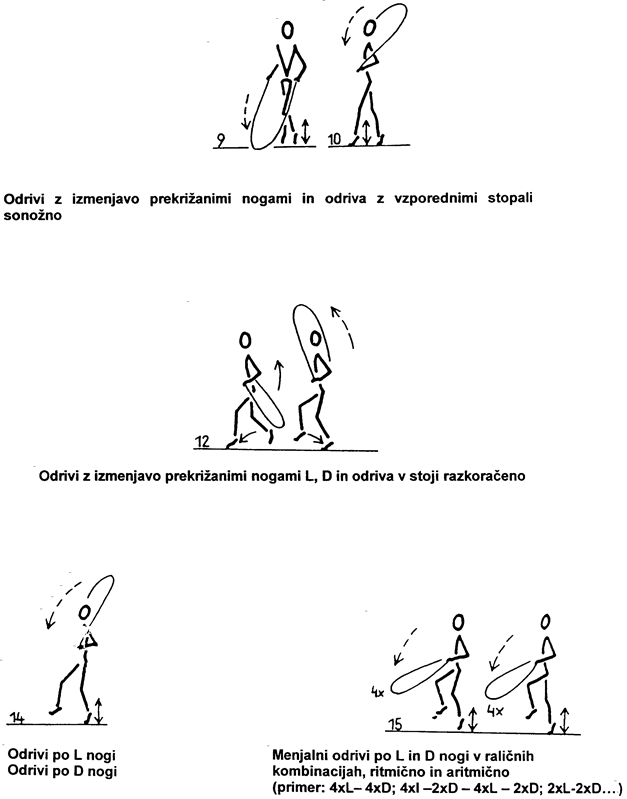 9 10
Odrivi z izmenjavo prekrižanimi nogami in odriva z vzporednimi stopali
sonožno
12
Odrivi z izmenjavo prekrižanimi nogami L, D in odriva v stoji razkoračeno
14
Odrivi po L nogi
Odrivi po D nogi
4x 4x
15
Menjalni odrivi po L in D nogi v raličnih
kombinacijah, ritmično in aritmično
(primer: 4xL– 4xD; 4xl –2xD – 4xL – 2xD; 2xL-2xD...)